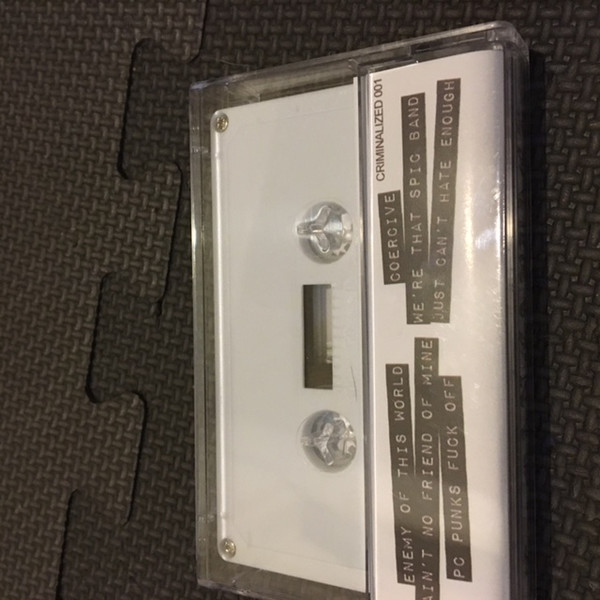 CRIMINALIZED 001
ENEMY OF THIS WORLD
AIN'T NO FRIEND OF MINE
PC PUNKS FUCK OFF
COERCIVE
WE'RE THAT SPIC BAND
JUST CAN'T HATE ENOUGH